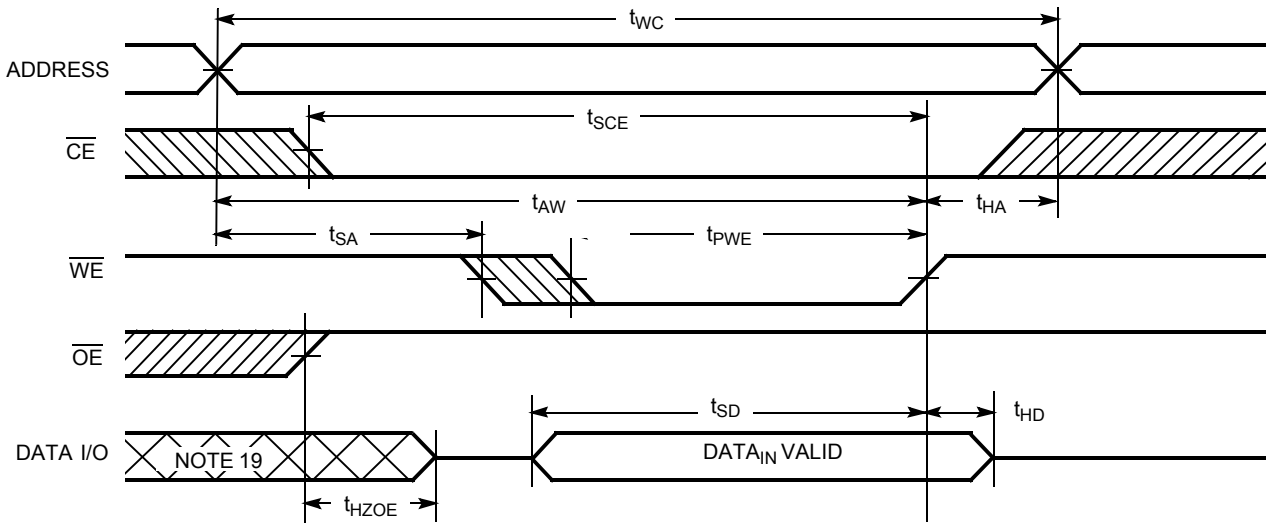 tWC
ADDRESS
tSCE
CE
tAW
tHA
tSA
tPWE
WE
OE
tSD
tHD
DATA I/O
NOTE 19
DATAIN VALID
tHZOE